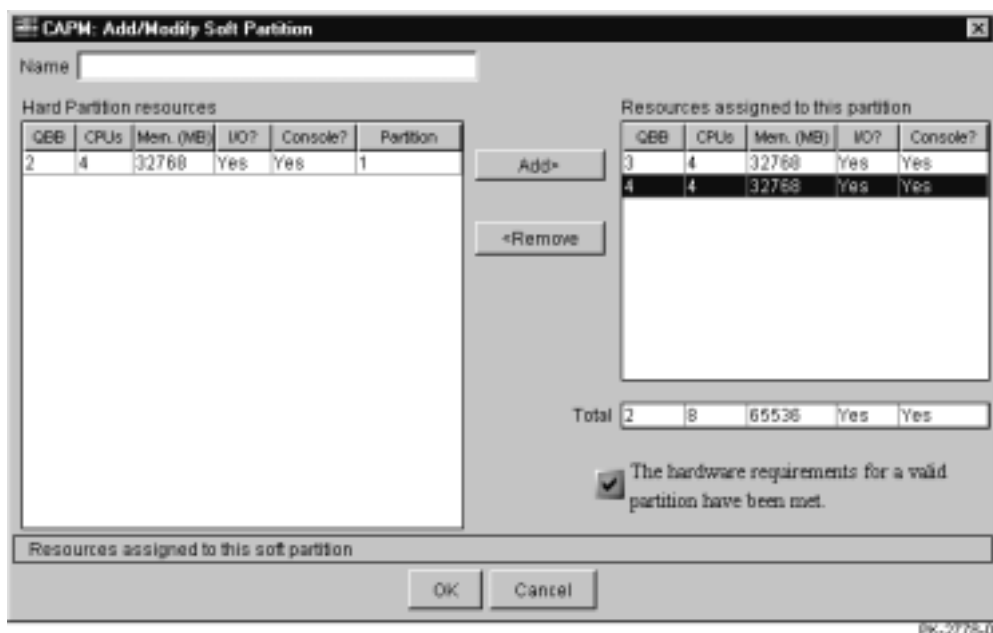 CAPM: Add/Modify Soft Partition
Name
Hard Partition resources
QBB CPUs Mem. (MB) I/O? Console? Partition
2 4 32768 Yes Yes 1
Add>
<Remove
Resources assigned to this partition
QBB CPUs Mem. (MB) I/O? Console?
3 4 32768 Yes Yes
4 4 32768 Yes Yes
Total 2 8 65536 Yes Yes
The hardware requirements for a valid
partition have been met.
Resources assigned to this soft partition
OK Cancel